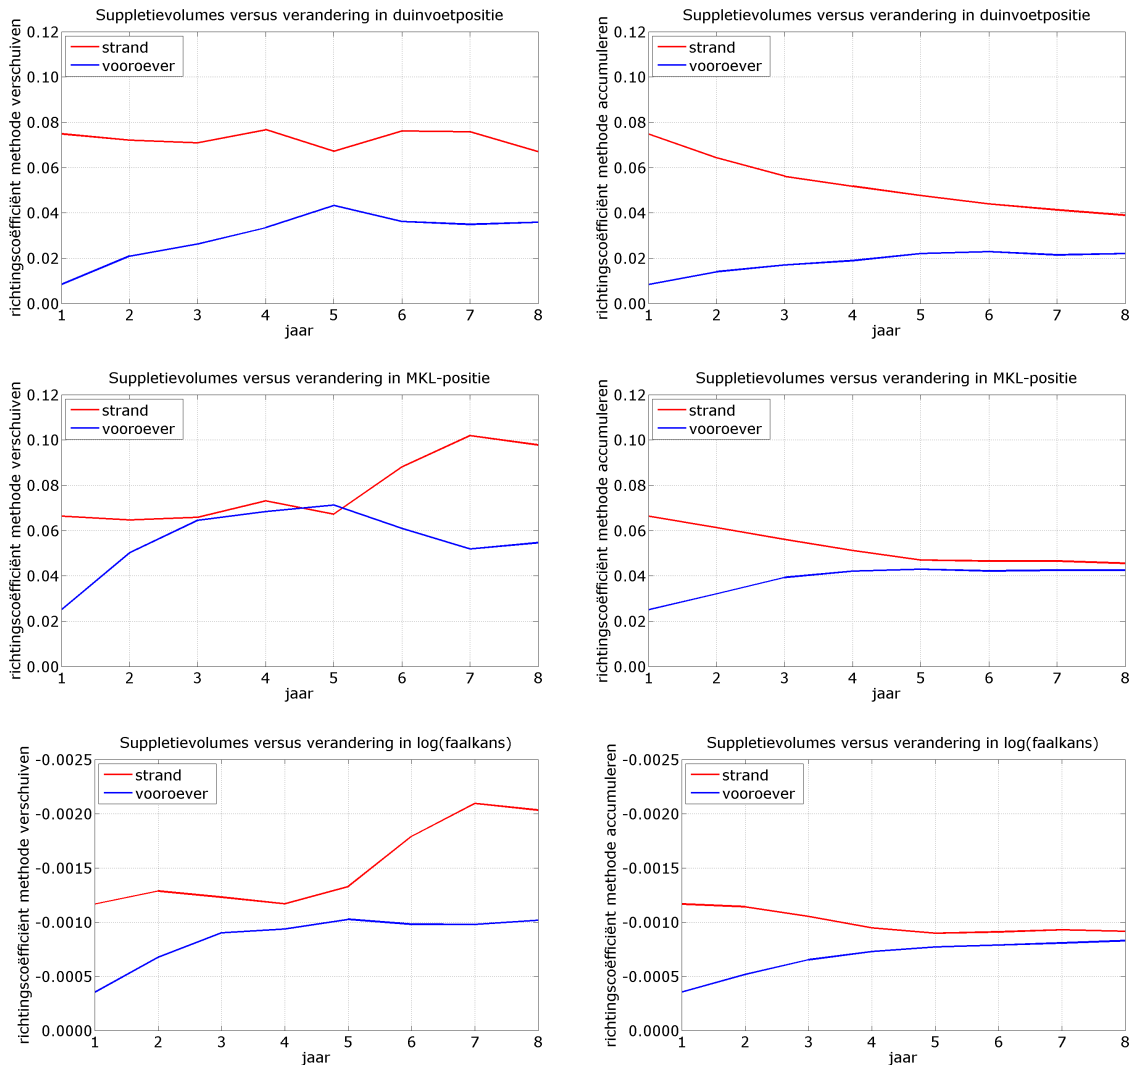 Suppletievolumes versus verandering in duinvoetpositie
richtingscoëfficiënt methode verschuiven
0.12
0.10
0.08
0.06
0.04
0.02
0.00
strand
vooroever
1 2 3 4 5 6 7 8
jaar
Suppletievolumes versus verandering in duinvoetpositie
richtingscoëfficiënt methode accumuleren
0.12
0.10
0.08
0.06
0.04
0.02
0.00
strand
vooroever
1 2 3 4 5 6 7 8
jaar
Suppletievolumes versus verandering in MKL-positie
richtingscoëfficiënt methode verschuiven
0.12
0.10
0.08
0.06
0.04
0.02
0.00
strand
vooroever
1 2 3 4 5 6 7 8
jaar
Suppletievolumes versus verandering in MKL-positie
richtingscoëfficiënt methode accumuleren
0.12
0.10
0.08
0.06
0.04
0.02
0.00
strand
vooroever
1 2 3 4 5 6 7 8
jaar
Suppletievolumes versus verandering in log(faalkans)
richtingscoëfficiënt methode verschuiven
-0.0025
-0.0020
-0.0015
-0.0010
-0.0005
0.0000
strand
vooroever
1 2 3 4 5 6 7 8
jaar
Suppletievolumes versus verandering in log(faalkans)
richtingscoëfficiënt methode accumuleren
-0.0025
-0.0020
-0.0015
-0.0010
-0.0005
0.0000
strand
vooroever
1 2 3 4 5 6 7 8
jaar